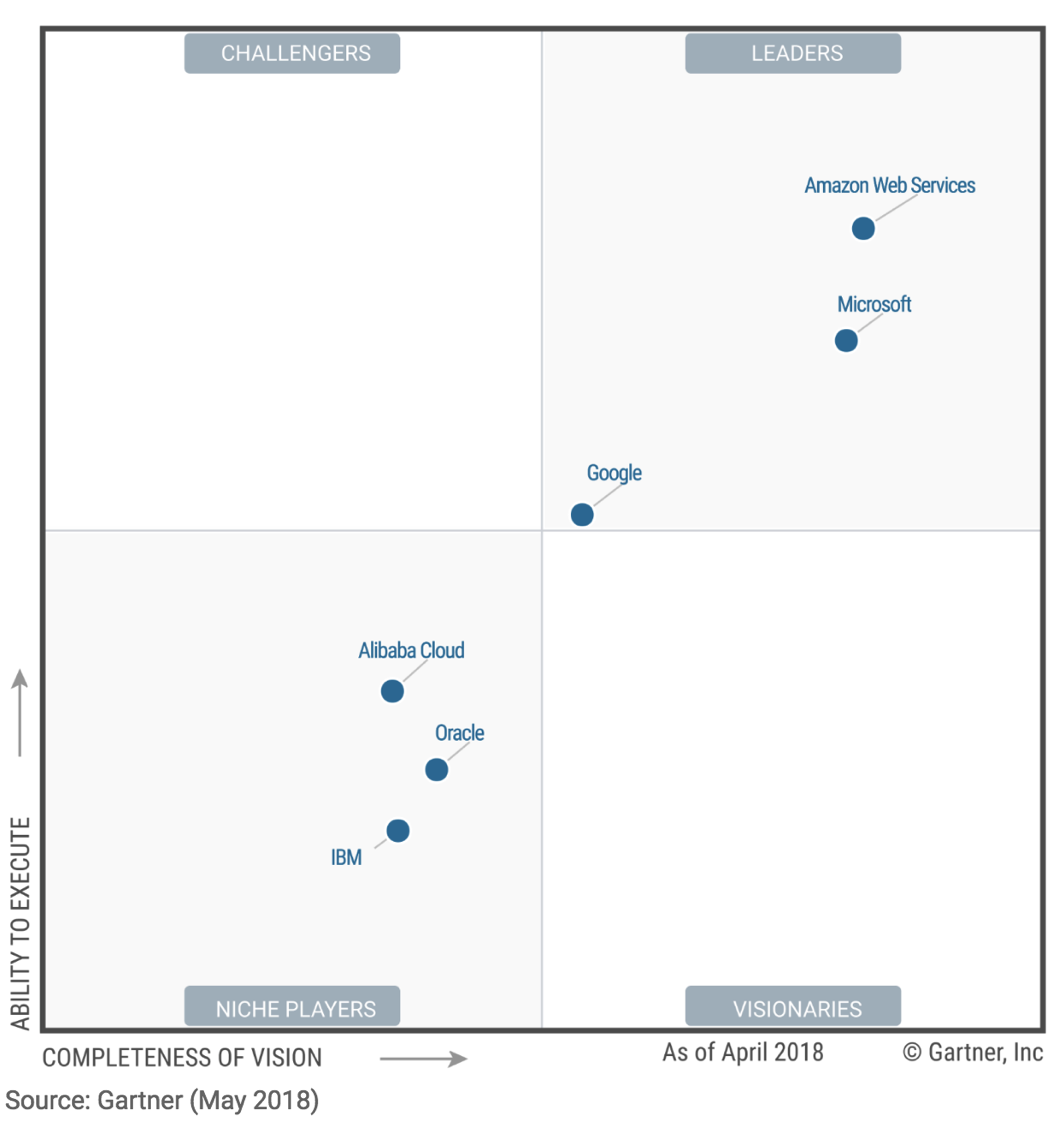 CHALLENGERS
LEADERS
Amazon Web Services
Microsoft
Google
Alibaba Cloud
Oracle
IBM
ABILITY TO EXECUTE
NICHE PLAYERS
VISIONARIES
COMPLETENESS OF VISION
As of April 2018
© Gartner, Inc
Source: Gartner (May 2018)